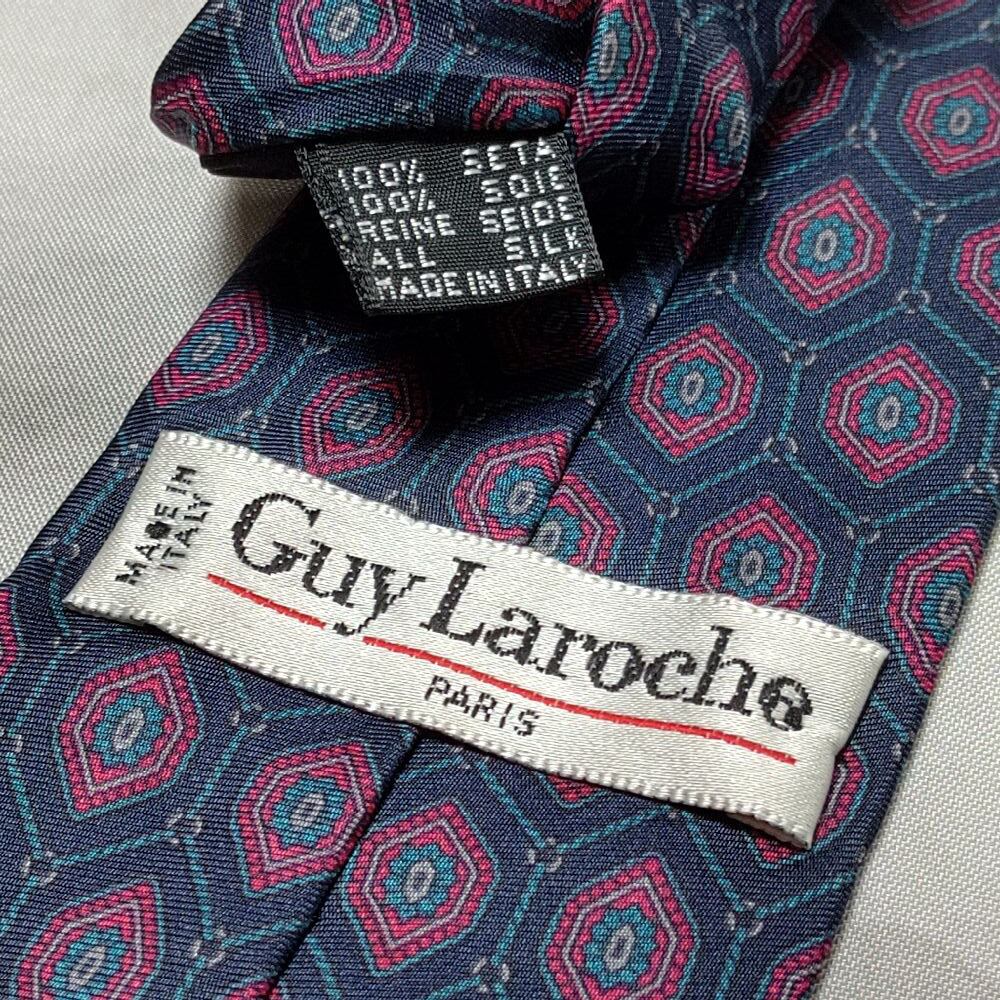 100% SETA
100% SOIE
REINE SEIDE
ALL SILK
MADE IN ITALY
MADE IN
ITALY
Guy Laroche
PARIS